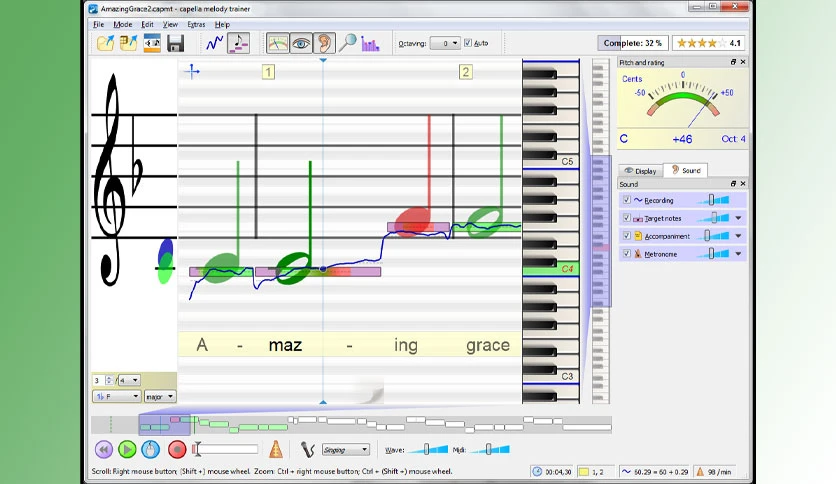 AmazingGrace2.capmt - capella melody trainer
File Mode Edit View Extras Help
Octaving: 0 Auto
Complete: 32 % 4.1
Pitch and rating
Cents
-50 0 +50
C +46 Oct: 4
Display Sound
Sound
Recording
Target notes
Accompaniment
Metronome
1 2
C5
C4
C3
A - maz - ing grace
3 / 4
1♭ F major
Singing Wave: Midi:
Scroll: Right mouse button; (Shift +) mouse wheel. Zoom: Ctrl + right mouse button; Ctrl + (Shift +) mouse wheel.
00:04,30 1, 2 60.29 = 60 + 0.29 98 / min